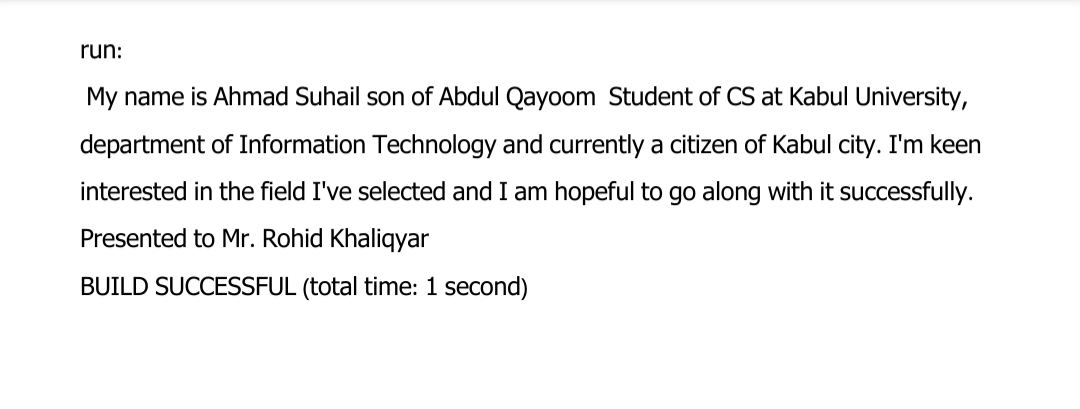 run:
My name is Ahmad Suhail son of Abdul Qayoom  Student of CS at Kabul University,
department of Information Technology and currently a citizen of Kabul city. I'm keen
interested in the field I've selected and I am hopeful to go along with it successfully.
Presented to Mr. Rohid Khaliqyar
BUILD SUCCESSFUL (total time: 1 second)